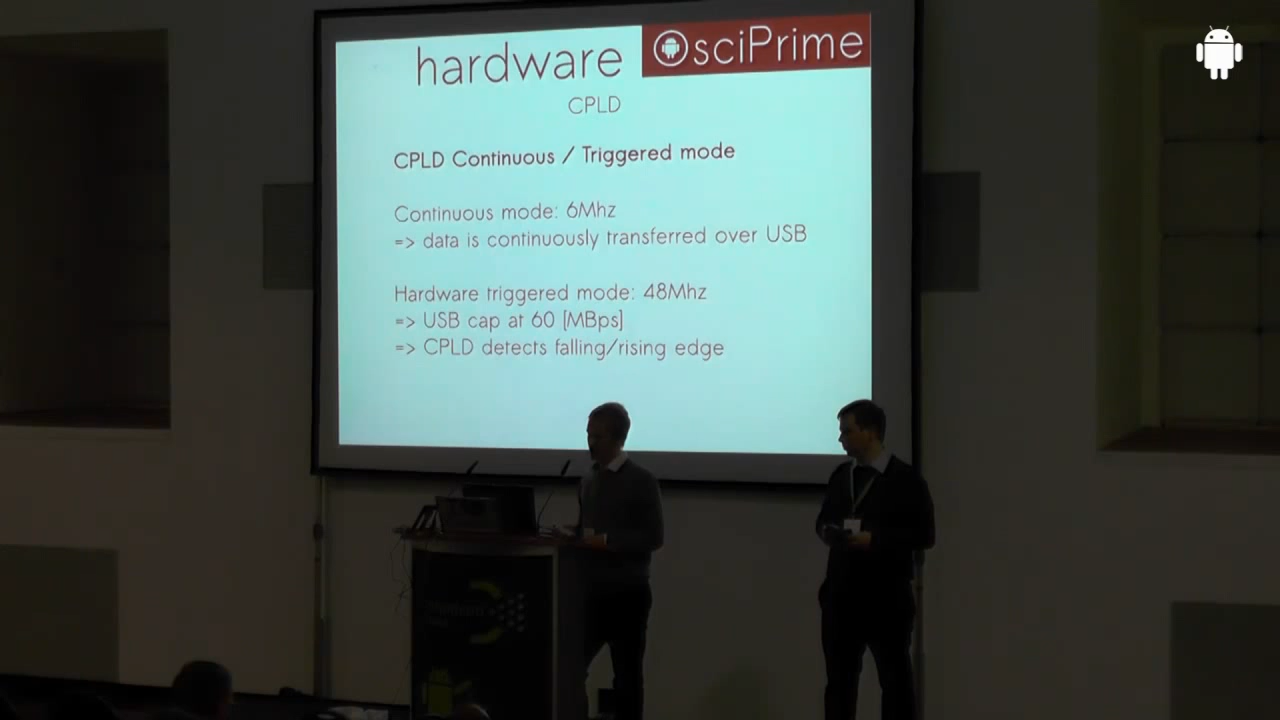 hardware
OsciPrime
CPLD
CPLD Continuous / Triggered mode
Continuous mode: 6Mhz
=> data is continuously transferred over USB
Hardware triggered mode: 48Mhz
=> USB cap at 60 [MBps]
=> CPLD detects falling/rising edge